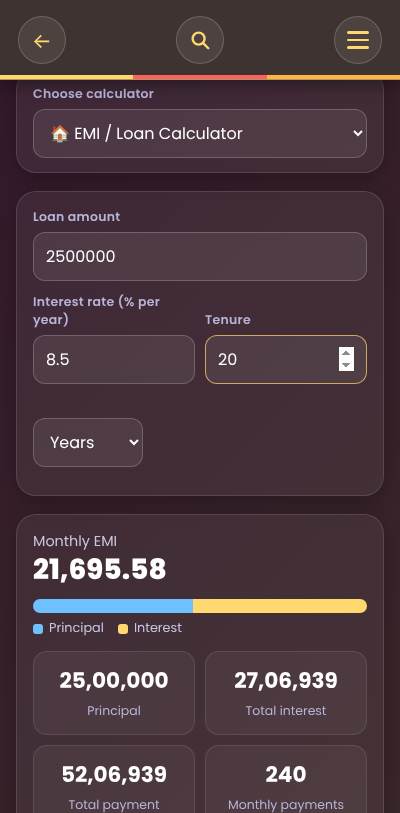 Choose calculator
🏠 EMI / Loan Calculator
Loan amount
2500000
Interest rate (% per
year)
Tenure
8.5
20
Years
Monthly EMI
21,695.58
Principal
Interest
25,00,000
27,06,939
Principal
Total interest
52,06,939
240
Total payment
Monthly payments